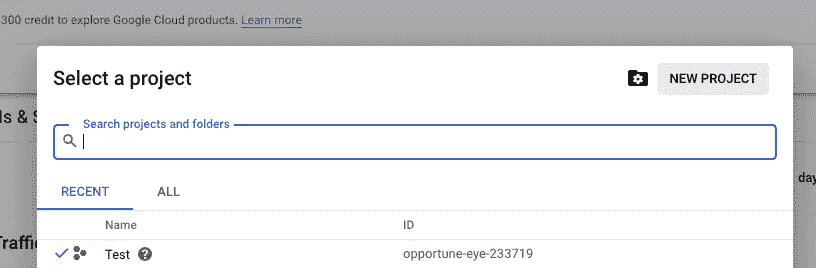 300 credit to explore Google Cloud products. Learn more
Select a project
NEW PROJECT
Search projects and folders
ls & S
day
RECENT ALL
Name ID
Traffic
Test opportune-eye-233719